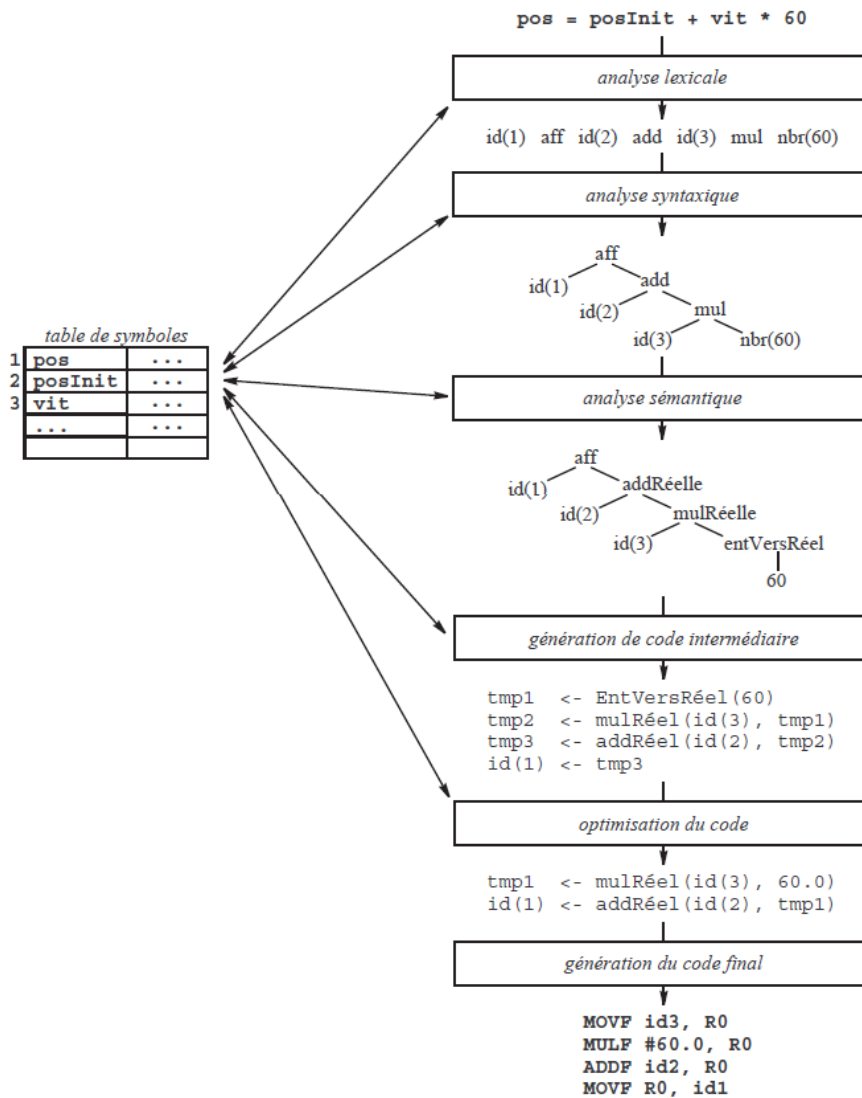 pos = posInit + vit * 60
analyse lexicale
id(1) aff id(2) add id(3) mul nbr(60)
analyse syntaxique
aff
id(1) add
id(2) mul
id(3) nbr(60)
table de symboles
1 pos ...
2 posInit ...
3 vit ...
... ...
analyse sémantique
aff
id(1) addRéelle
id(2) mulRéelle
id(3) entVersRéel
60
génération de code intermédiaire
tmp1 <- EntVersRéel(60)
tmp2 <- mulRéel(id(3), tmp1)
tmp3 <- addRéel(id(2), tmp2)
id(1) <- tmp3
optimisation du code
tmp1 <- mulRéel(id(3), 60.0)
id(1) <- addRéel(id(2), tmp1)
génération du code final
MOVF id3, R0
MULF #60.0, R0
ADDF id2, R0
MOVF R0, id1